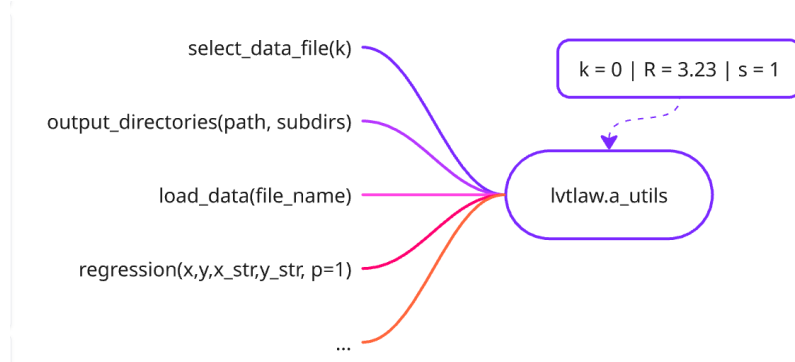 select_data_file(k)
k = 0 | R = 3.23 | s = 1
output_directories(path, subdirs)
load_data(file_name)
lvtlaw.a_utils
regression(x,y,x_str,y_str, p=1)
...